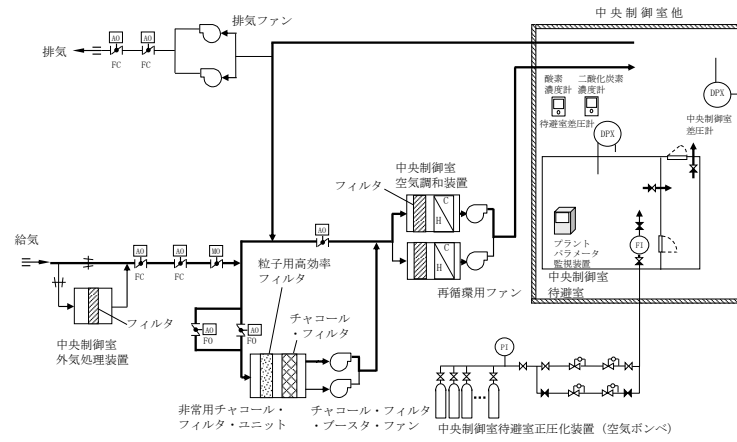 中央制御室他
排気ファン
AO
AO
排気
FC
FC
酸素
濃度計
二酸化炭素
濃度計
DPX
待避室差圧計
中央制御室
差圧計
DPX
中央制御室
空気調和装置
フィルタ
C
H
C
H
AO
給気
AO
AO
MO
FC
FC
粒子用高効率
フィルタ
再循環用ファン
プラント
パラメータ
監視装置
FI
中央制御室
待避室
フィルタ
中央制御室
外気処理装置
AO
FO
AO
FO
チャコール
・フィルタ
PI
非常用チャコール・
フィルタ・ユニット
チャコール・フィルタ
・ブースタ・ファン
中央制御室待避室正圧化装置（空気ボンベ）